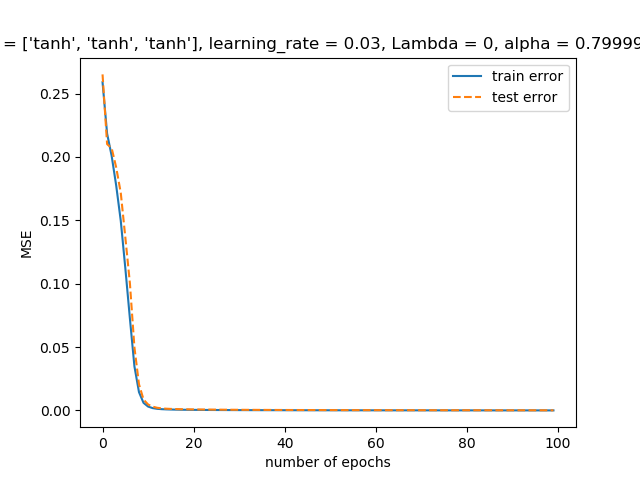 = ['tanh', 'tanh', 'tanh'], learning_rate = 0.03, Lambda = 0, alpha = 0.79999
train error
test error
0.25
0.20
0.15
0.10
0.05
0.00
MSE
0 20 40 60 80 100
number of epochs